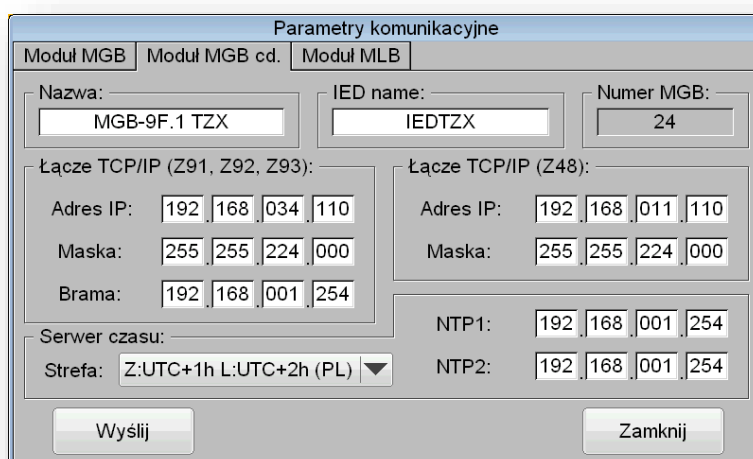 Parametry komunikacyjne
Moduł MGB Moduł MGB cd. Moduł MLB
Nazwa: IED name: Numer MGB:
MGB-9F.1 TZX IEDTZX 24
Łącze TCP/IP (Z91, Z92, Z93):
Adres IP: 192.168.034.110
Maska: 255.255.224.000
Brama: 192.168.001.254
Łącze TCP/IP (Z48):
Adres IP: 192.168.011.110
Maska: 255.255.224.000
Serwer czasu:
Strefa: Z:UTC+1h L:UTC+2h (PL)
NTP1: 192.168.001.254
NTP2: 192.168.001.254
Wyślij Zamknij